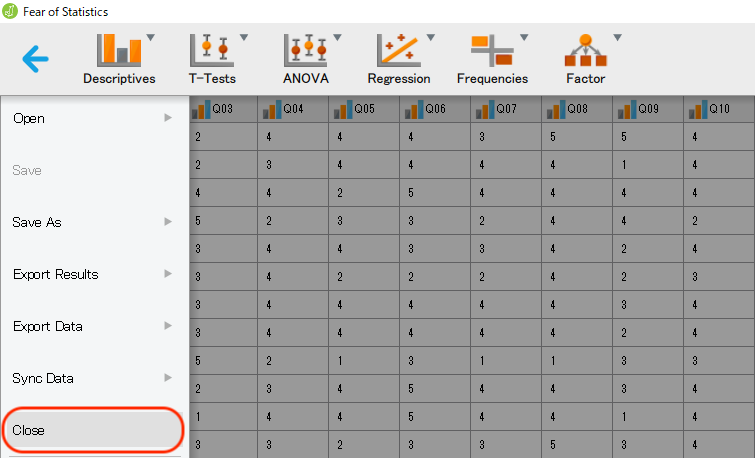 Fear of Statistics
Descriptives T-Tests ANOVA Regression Frequencies Factor
Open
Save
Save As
Export Results
Export Data
Sync Data
Close
Q03 Q04 Q05 Q06 Q07 Q08 Q09 Q10
2 4 4 4 3 5 5 4
2 3 4 4 4 4 1 4
4 4 2 5 4 4 4 4
5 2 3 3 2 4 4 2
3 4 4 3 3 4 2 4
3 4 2 2 2 4 2 3
3 4 4 4 4 4 3 4
3 4 4 4 4 4 2 4
5 2 1 3 1 1 3 3
2 3 4 5 4 4 3 4
1 4 4 5 4 4 1 4
3 3 2 3 3 5 3 4